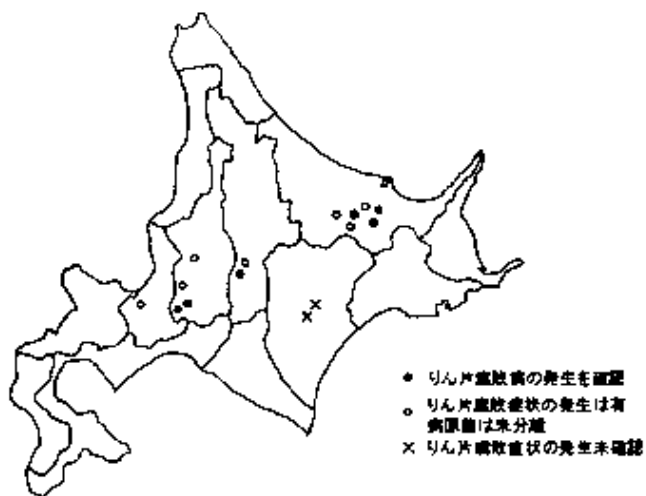 ● りん片腐敗病の発生を確認
○ りん片腐敗症状の発生は有
病原菌は未分離
× りん片腐敗症状の発生未確認